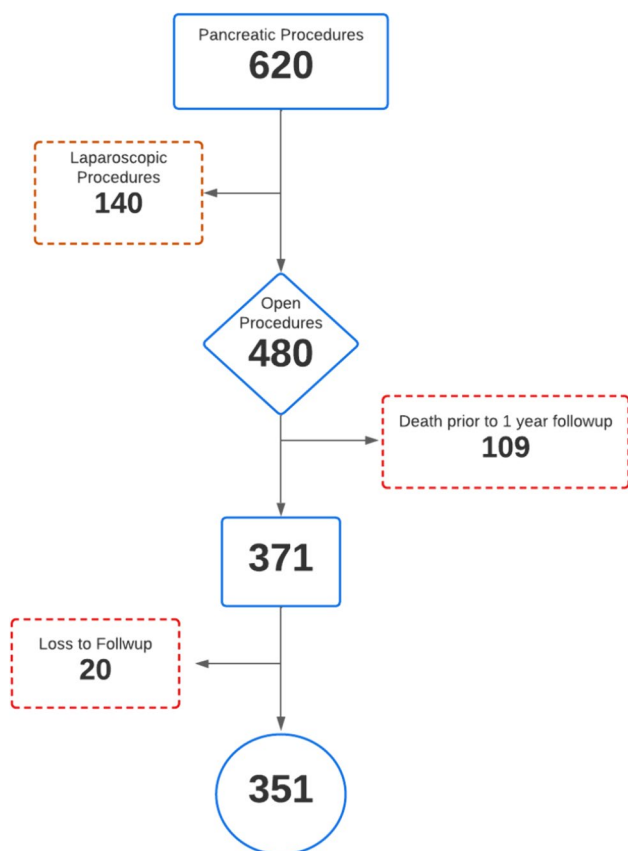 Pancreatic Procedures
620
Laparoscopic
Procedures
140
Open
Procedures
480
Death prior to 1 year followup
109
371
Loss to Follwup
20
351